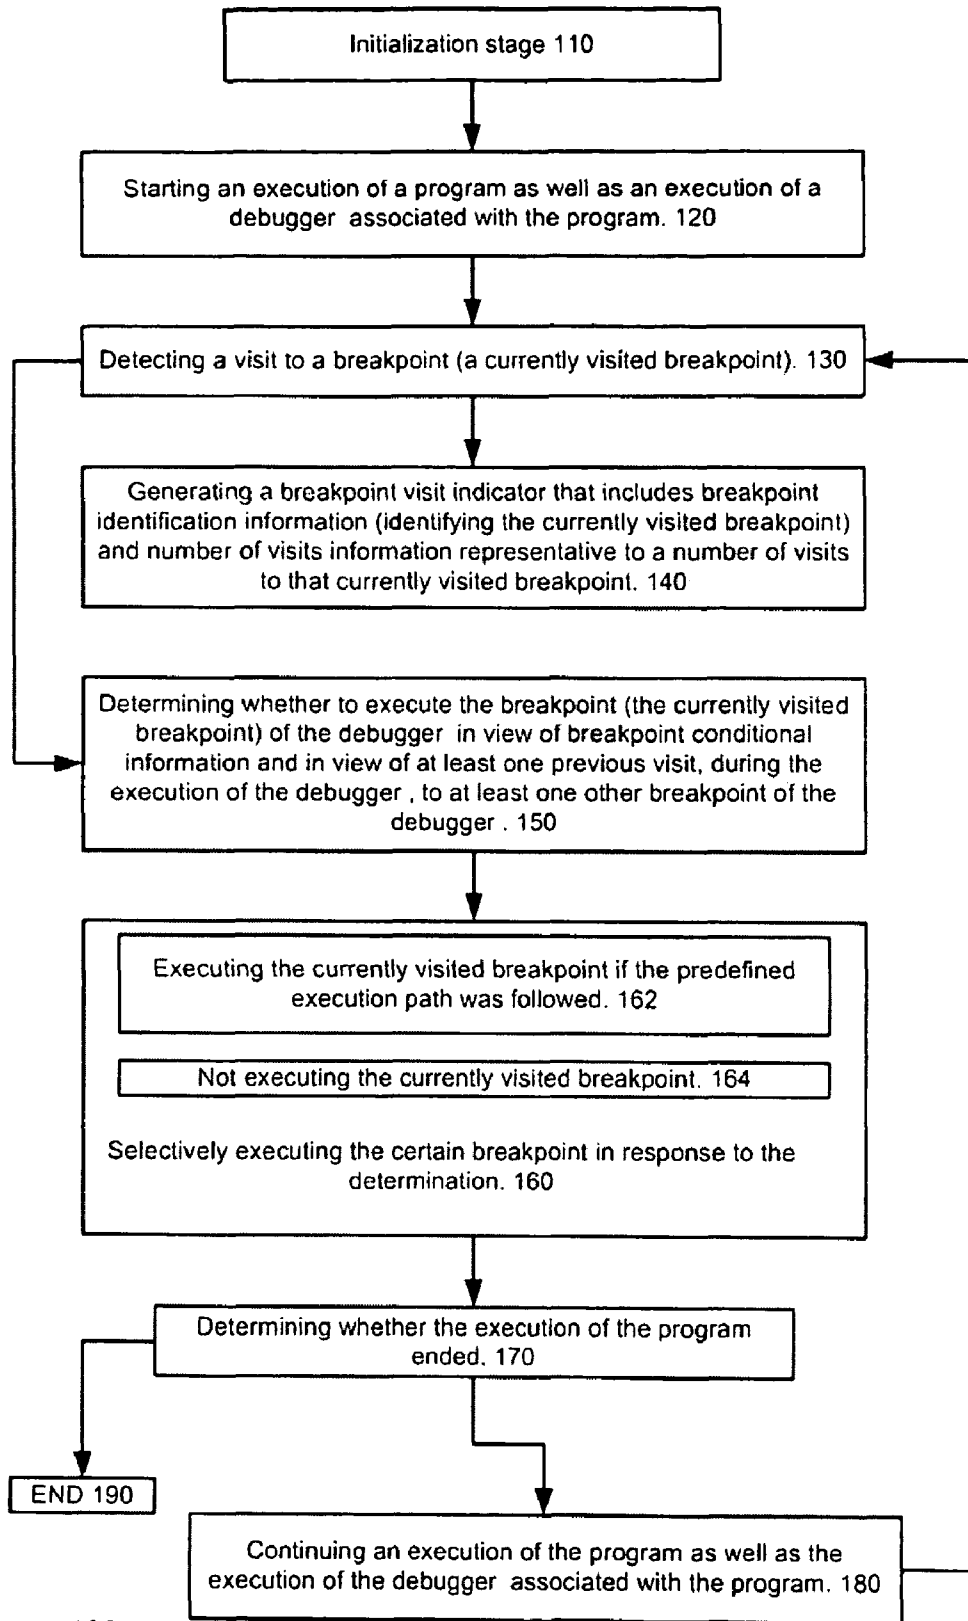 Initialization stage 110
Starting an execution of a program as well as an execution of a
debugger associated with the program. 120
Detecting a visit to a breakpoint (a currently visited breakpoint). 130
Generating a breakpoint visit indicator that includes breakpoint
identification information (identifying the currently visited breakpoint)
and number of visits information representative to a number of visits
to that currently visited breakpoint. 140
Determining whether to execute the breakpoint (the currently visited
breakpoint) of the debugger in view of breakpoint conditional
information and in view of at least one previous visit, during the
execution of the debugger , to at least one other breakpoint of the
debugger . 150
Executing the currently visited breakpoint if the predefined
execution path was followed. 162
Not executing the currently visited breakpoint. 164
Selectively executing the certain breakpoint in response to the
determination. 160
Determining whether the execution of the program
ended. 170
END 190
Continuing an execution of the program as well as the
execution of the debugger associated with the program. 180